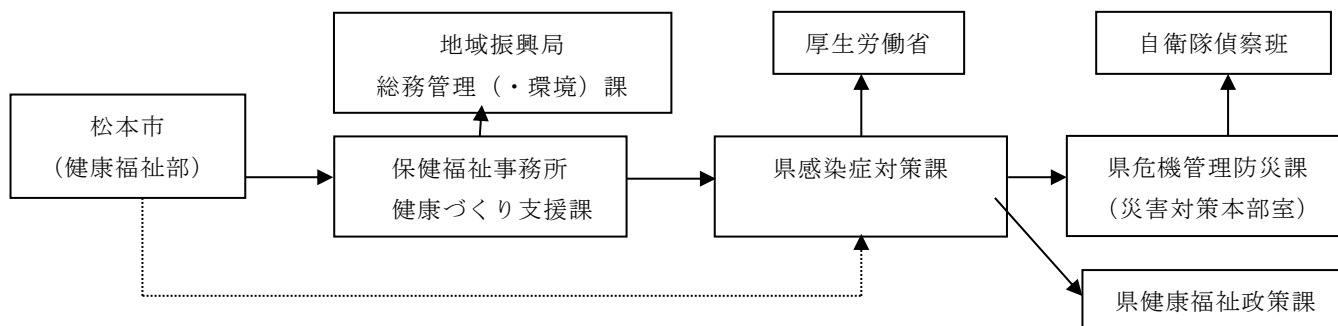 地域振興局
総務管理（・環境）課
厚生労働省
自衛隊偵察班
松本市
（健康福祉部）
保健福祉事務所
健康づくり支援課
県感染症対策課
県危機管理防災課
（災害対策本部室）
県健康福祉政策課